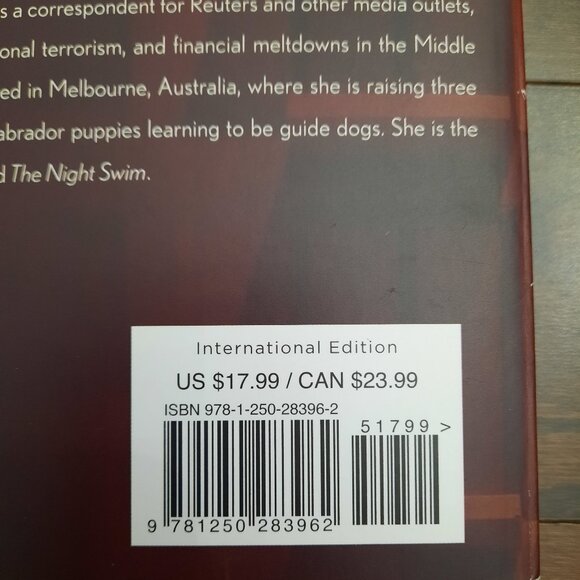 s a correspondent for Reuters and other media outlets,
onal terrorism, and financial meltdowns in the Middle
ed in Melbourne, Australia, where she is raising three
abrador puppies learning to be guide dogs. She is the
d The Night Swim.
International Edition
US $17.99 / CAN $23.99
ISBN 978-1-250-28396-2
51799 >
9 781250 283962